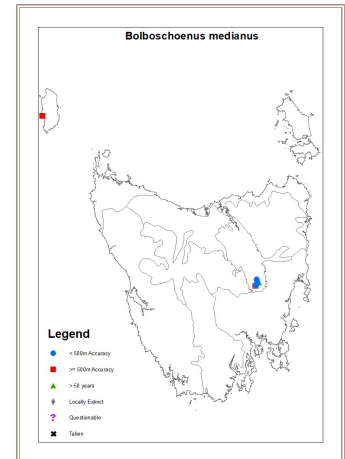 Bolboschoenus medianus
Legend
< 500m Accuracy
>= 500m Accuracy
> 50 years
Locally Extinct
? Questionable
Taken